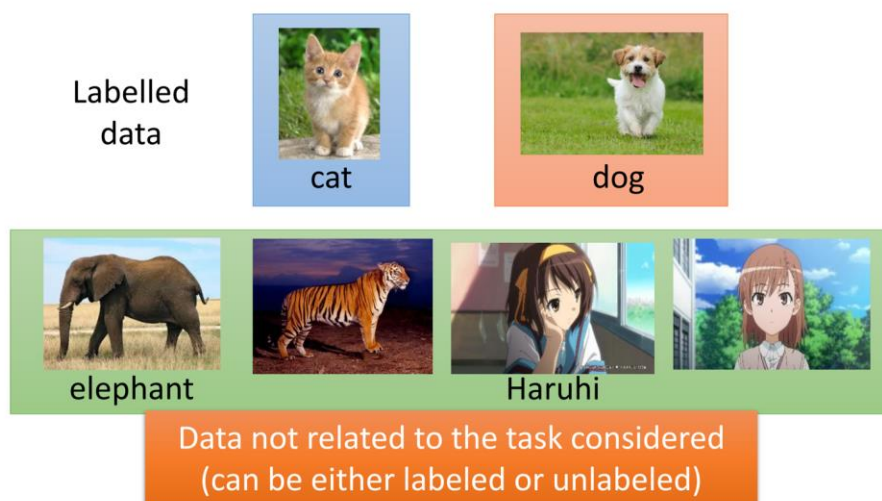 Labelled
data
cat
dog
elephant
Haruhi
Data not related to the task considered
(can be either labeled or unlabeled)